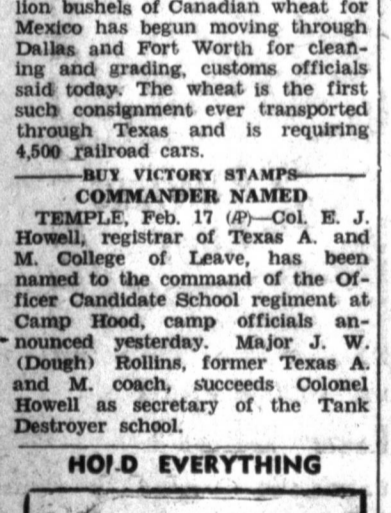 lion bushels of Canadian wheat for
Mexico has begun moving through
Dallas and Fort Worth for clean-
ing and grading, customs officials
said today. The wheat is the first
such consignment ever transported
through Texas and is requiring
4,500 railroad cars.
BUY VICTORY STAMPS
COMMANDER NAMED
TEMPLE, Feb. 17 (AP)—Col. E. J.
Howell, registrar of Texas A. and
M. College of Leave, has been
named to the command of the Of-
ficer Candidate School regiment at
Camp Hood, camp officials an-
nounced yesterday. Major J. W.
(Dough) Rollins, former Texas A.
and M. coach, succeeds Colonel
Howell as secretary of the Tank
Destroyer school.
HOLD EVERYTHING